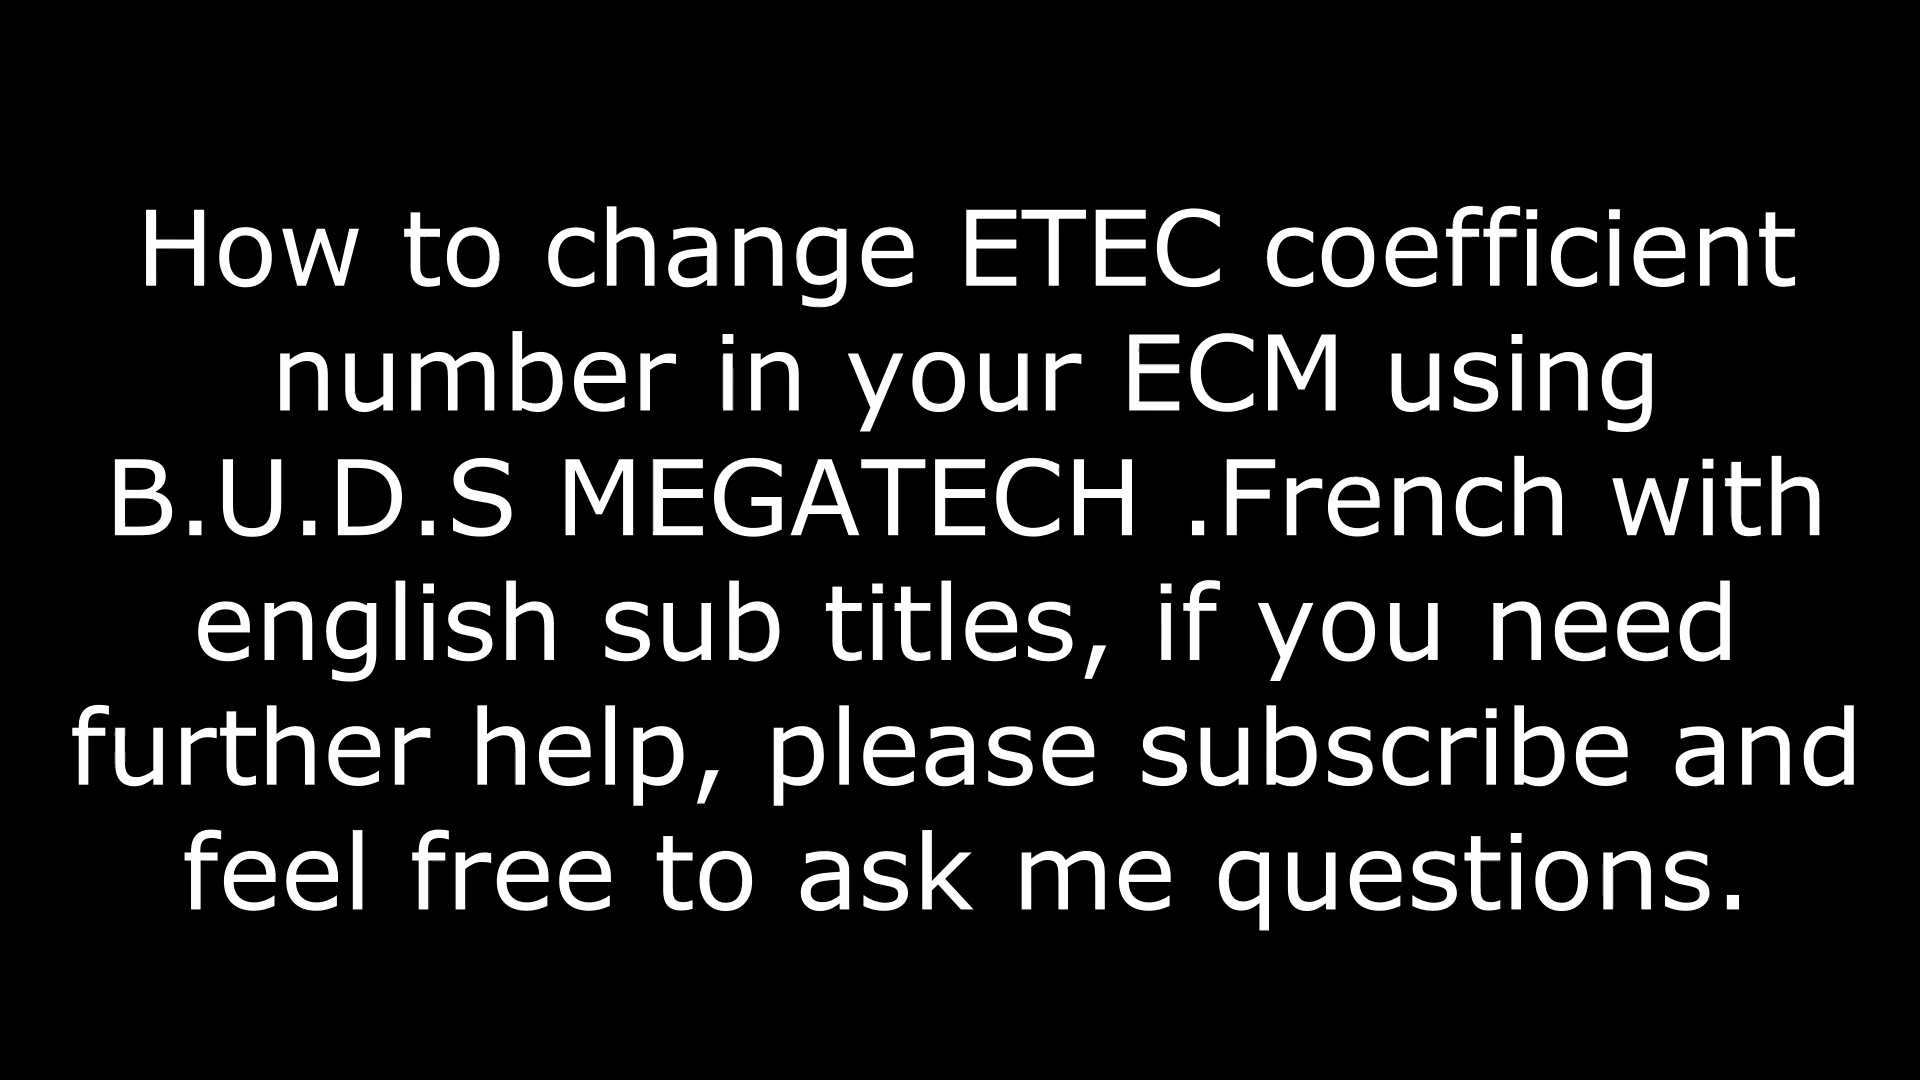 How to change ETEC coefficient
number in your ECM using
B.U.D.S MEGATECH .French with
english sub titles, if you need
further help, please subscribe and
feel free to ask me questions.